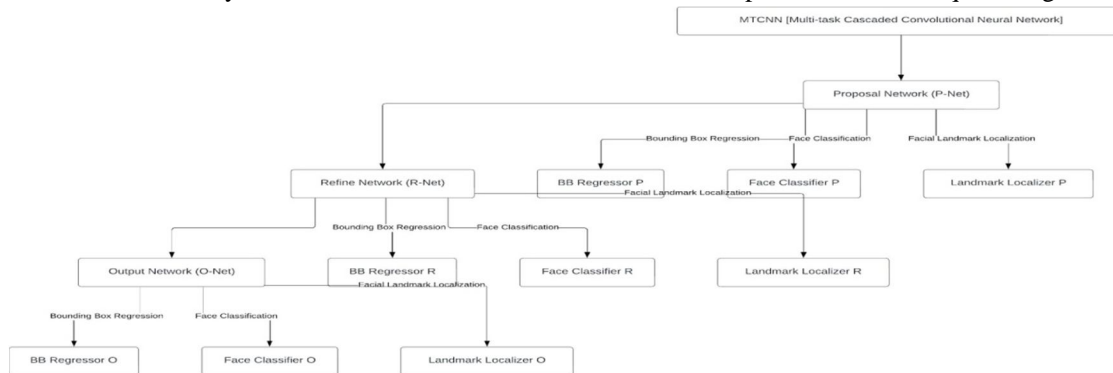 MTCNN [Multi-task Cascaded Convolutional Neural Network]
Proposal Network (P-Net)
Bounding Box Regression
Face Classification
Facial Landmark Localization
Refine Network (R-Net)
BB Regressor P
Face Classifier P
Landmark Localizer P
Facial Landmark Localization
Bounding Box Regression
Face Classification
Output Network (O-Net)
BB Regressor R
Face Classifier R
Landmark Localizer R
Facial Landmark Localization
Bounding Box Regression
Face Classification
BB Regressor O
Face Classifier O
Landmark Localizer O